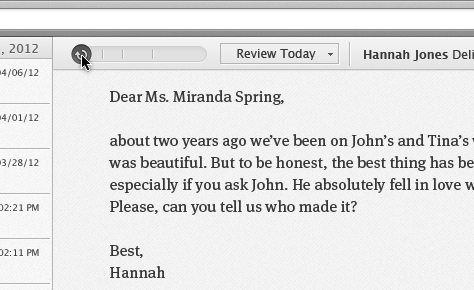 , 2012
Review Today
Hannah Jones
04/06/12
Dear Ms. Miranda Spring,
04/01/12
about two years ago we've been on John's and Tina's
03/28/12
was beautiful. But to be honest, the best thing has
especially if you ask John. He absolutely fell in love
02:21 PM
Please, can you tell us who made it?
02:11 PM
Best,
Hannah